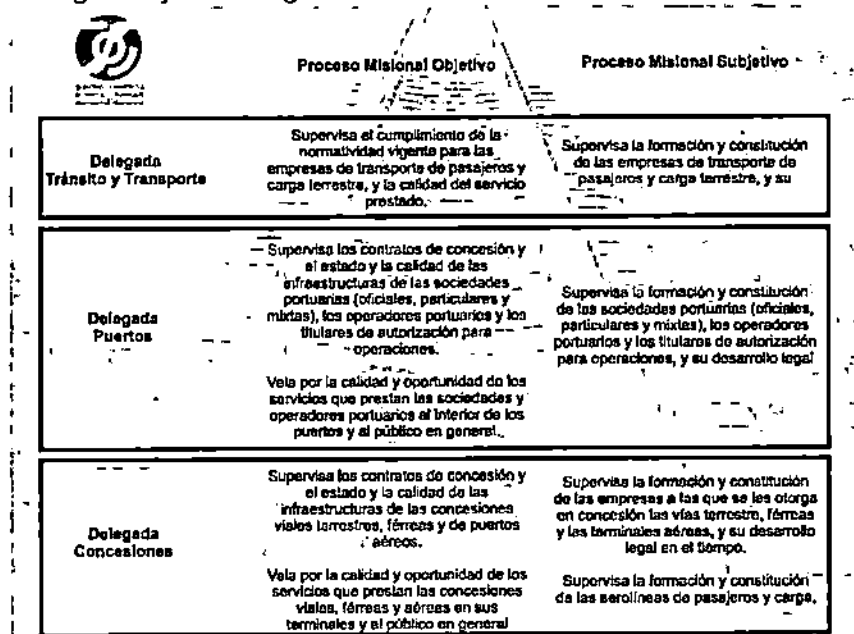 Proceso Misional Objetivo
Proceso Misional Subjetivo
Delegada
Tránsito y Transporte
Supervisa el cumplimiento de la
normatividad vigente para las
empresas de transporte de pasajeros y
carga terrestre, y la calidad del servicio
prestado.
Supervisa la formación y constitución
de las empresas de transporte de
pasajeros y carga terrestre, y su
Delegada
Puertos
Supervisa los contratos de concesión y
el estado y la calidad de las
infraestructuras de las sociedades
portuarias (oficiales, particulares y
mixtas), los operadores portuarios y los
titulares de autorización para
operaciones.
Vela por la calidad y oportunidad de los
servicios que prestan las sociedades y
operadores portuarios al interior de los
puertos y al público en general.
Supervisa la formación y constitución
de las sociedades portuarias (oficiales,
particulares y mixtas), los operadores
portuarios y los titulares de autorización
para operaciones, y su desarrollo legal
Delegada
Concesiones
Supervisa los contratos de concesión y
el estado y la calidad de las
infraestructuras de las concesiones
viales terrestres, férreas y de puertos
aéreos.
Vela por la calidad y oportunidad de los
servicios que prestan las concesiones
viales, férreas y aéreas en sus
terminales y al público en general
Supervisa la formación y constitución
de las empresas a las que se les otorga
en concesión las vías terrestre, férreas
y las terminales aéreas, y su desarrollo
legal en el tiempo.
Supervisa la formación y constitución
de las aerolíneas de pasajeros y carga.